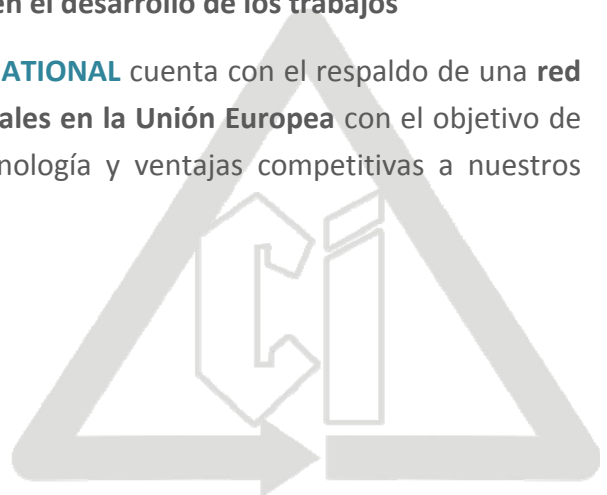 en el desarrollo de los trabajos
ATIONAL cuenta con el respaldo de una red
ales en la Unión Europea con el objetivo de
nología y ventajas competitivas a nuestros
Ci